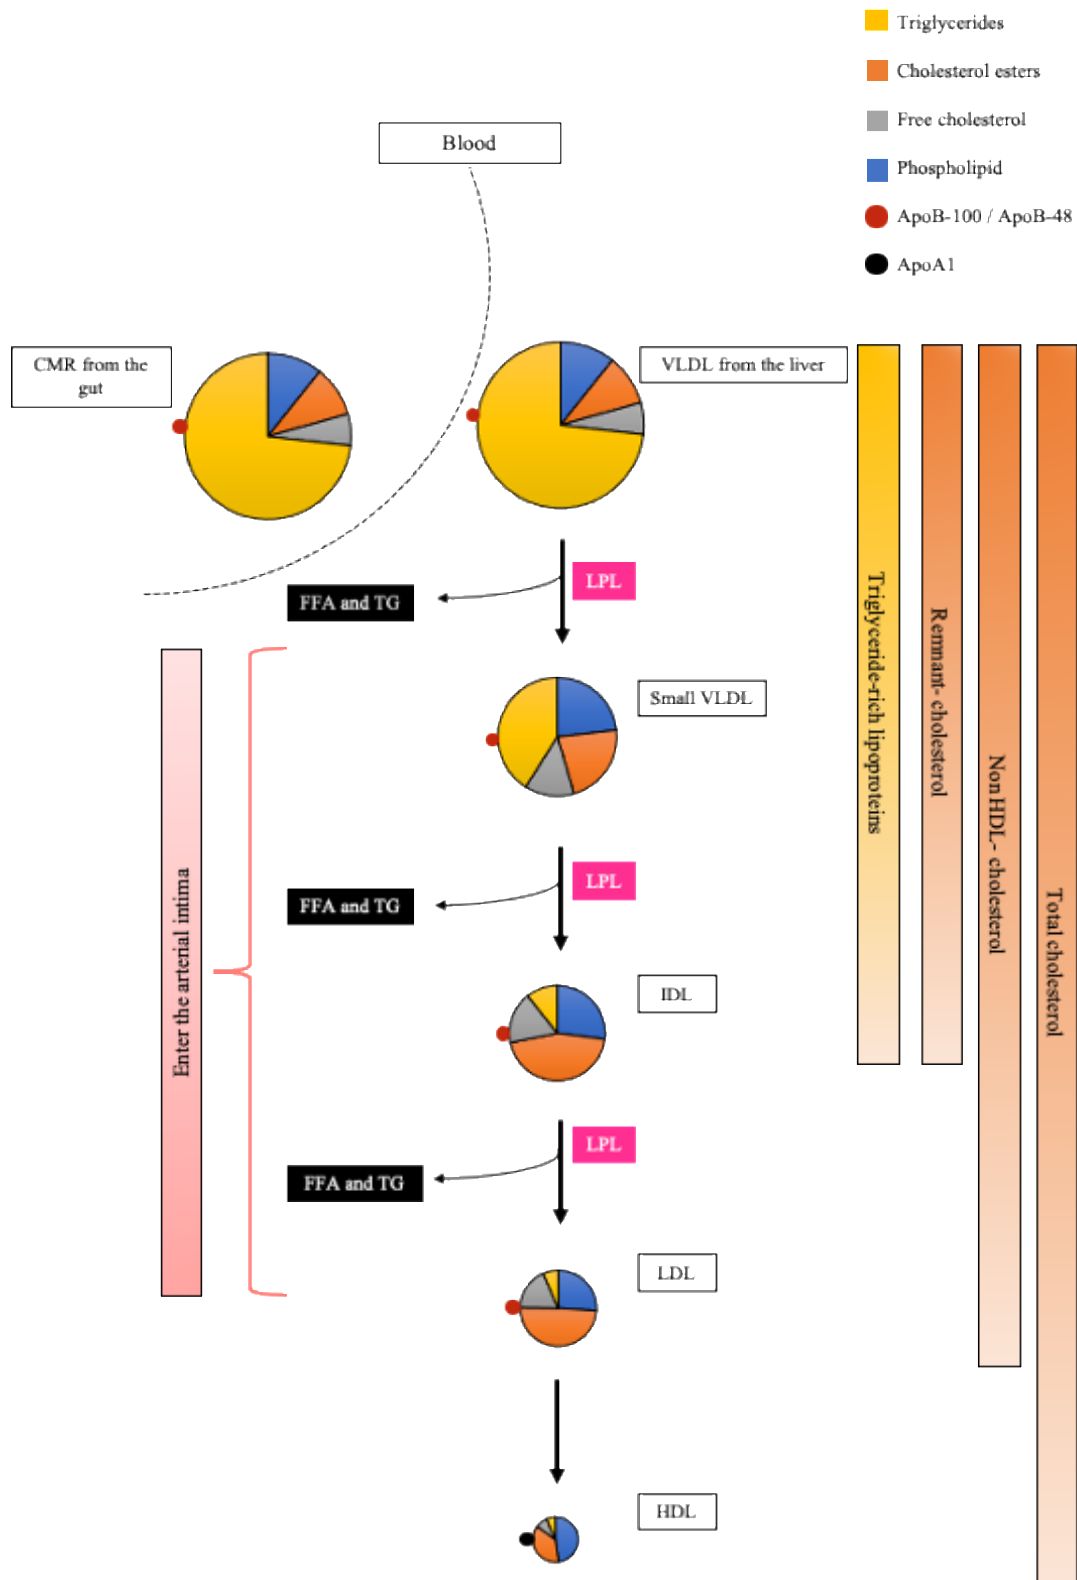 Triglycerides
Cholesterol esters
Free cholesterol
Phospholipid
ApoB-100 / ApoB-48
ApoA1
Blood
CMR from the
gut
VLDL from the liver
LPL
FFA and TG
Small VLDL
LPL
FFA and TG
IDL
LPL
FFA and TG
LDL
HDL
Enter the arterial intima
Triglyceride-rich lipoproteins
Remnant- cholesterol
Non HDL- cholesterol
Total cholesterol